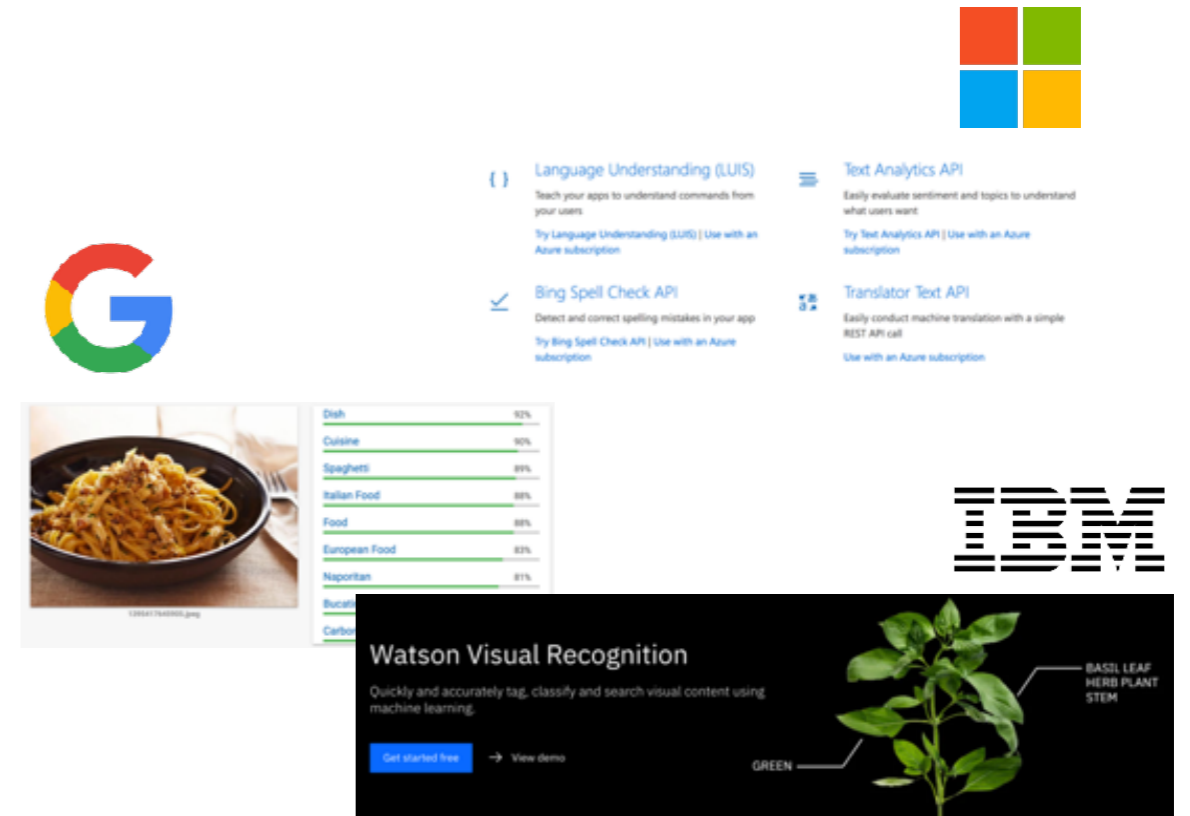 Language Understanding (LUIS)
Teach your apps to understand commands from
your users
Try Language Understanding (LUIS) | Use with an
Azure subscription
Text Analytics API
Easily evaluate sentiment and topics to understand
what users want
Try Text Analytics API | Use with an Azure
subscription
Bing Spell Check API
Detect and correct spelling mistakes in your app
Try Bing Spell Check API | Use with an Azure
subscription
Translator Text API
Easily conduct machine translation with a simple
REST API call
Use with an Azure subscription
G
Dish 92%
Cuisine 90%
Spaghetti 89%
Italian Food 88%
Food 88%
European Food 83%
Naporitan 81%
IBM
Watson Visual Recognition
Quickly and accurately tag, classify and search visual content using
machine learning.
Get started free
→ View demo
BASIL LEAF
HERB PLANT
STEM
GREEN